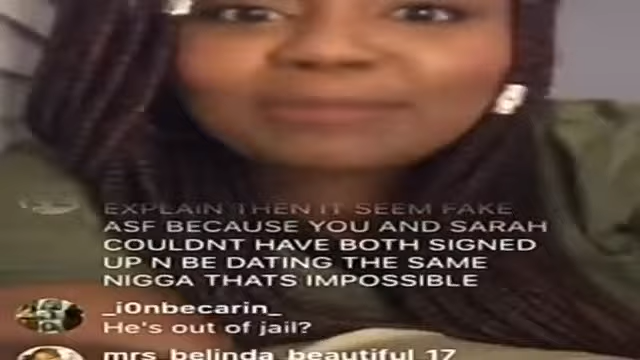 EXPLAIN THEN IT SEEM FAKE
ASF BECAUSE YOU AND SARAH
COULDNT HAVE BOTH SIGNED
UP N BE DATING THE SAME
NIGGA THATS IMPOSSIBLE
_i0nbecarin_
He's out of jail?
mrs_belinda_beautiful_17